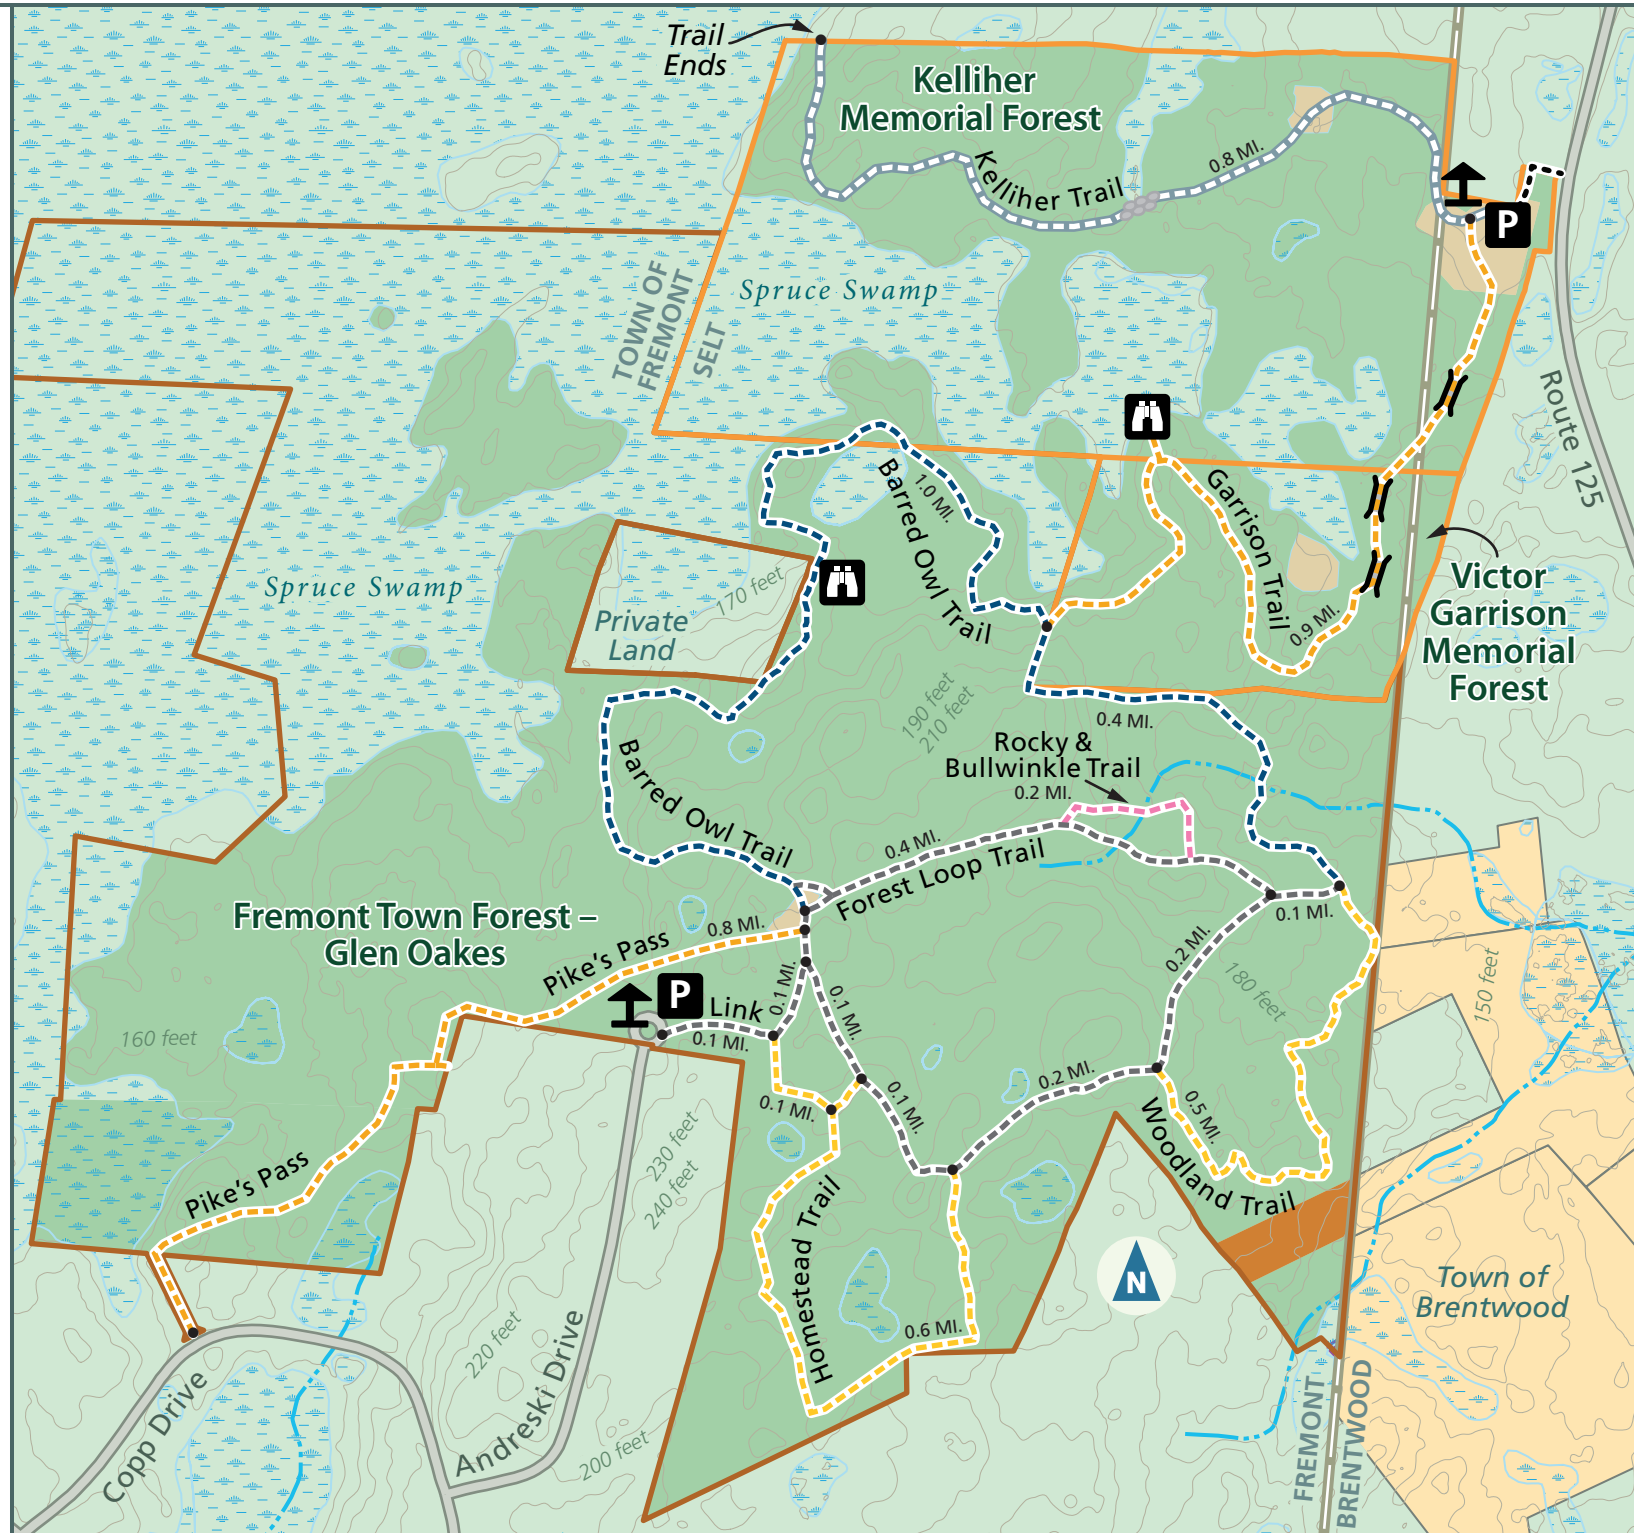 Trail
Ends
Kelliher
Memorial Forest
Kelliher Trail
0.8 MI.
P
TOWN OF
FREMONT
SELT
Spruce Swamp
Route 125
Barred Owl Trail
1.0 MI.
Garrison Trail
0.9 MI.
Victor
Garrison
Memorial
Forest
Spruce Swamp
170 feet
Private
Land
190 feet
210 feet
0.4 MI.
Rocky &
Bullwinkle Trail
0.2 MI.
Barred Owl Trail
0.4 MI.
Forest Loop Trail
0.1 MI.
Fremont Town Forest –
Glen Oakes
Pike's Pass
0.8 MI.
0.2 MI.
180 feet
150 feet
P
Link
0.1 MI.
0.1 MI.
0.1 MI.
160 feet
0.1 MI.
0.1 MI.
0.2 MI.
0.5 MI.
Woodland Trail
230 feet
240 feet
Pike's Pass
Homestead Trail
0.6 MI.
N
Town of
Brentwood
220 feet
Copp Drive
Andreski Drive
200 feet
FREMONT
BRENTWOOD